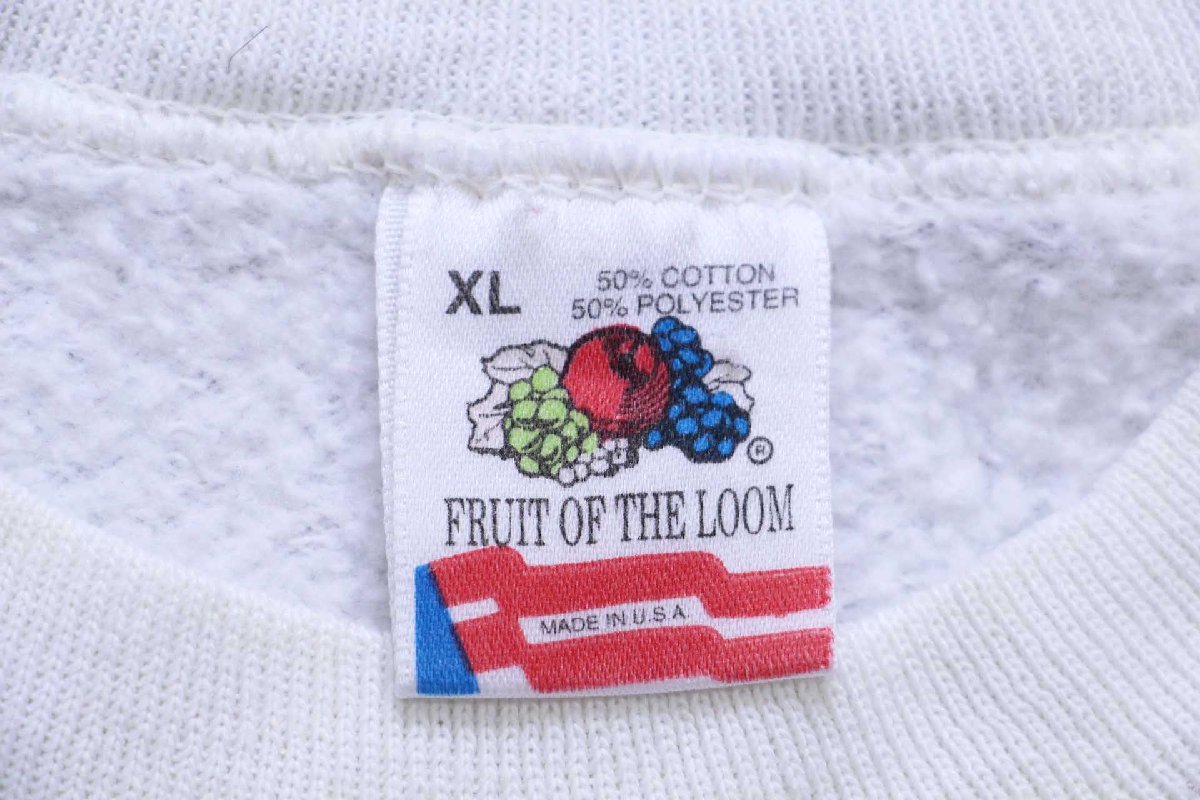 XL
50% COTTON
50% POLYESTER
®
FRUIT OF THE LOOM
MADE IN U.S.A.